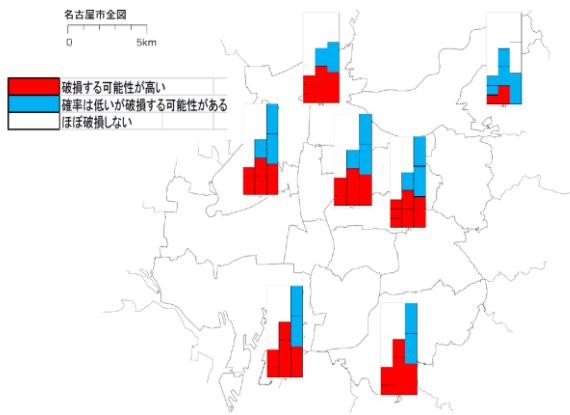 名古屋市全図
0 5km
破損する可能性が高い
確率は低いが破損する可能性がある
ほぼ破損しない